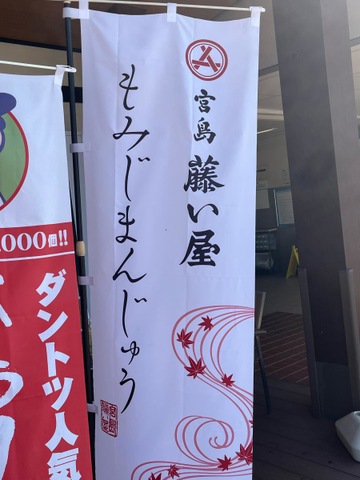 宮島 藤い屋
もみじまんじゅう
,000個!!
ダントツ人気